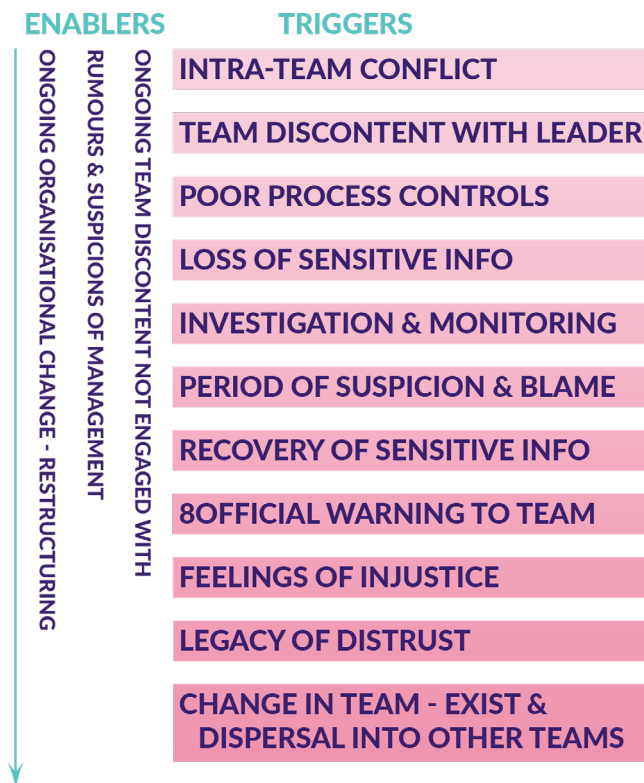 ENABLERS
TRIGGERS
ONGOING ORGANISATIONAL CHANGE - RESTRUCTURING
RUMOURS & SUSPICIONS OF MANAGEMENT
ONGOING TEAM DISCONTENT NOT ENGAGED WITH
INTRA-TEAM CONFLICT
TEAM DISCONTENT WITH LEADER
POOR PROCESS CONTROLS
LOSS OF SENSITIVE INFO
INVESTIGATION & MONITORING
PERIOD OF SUSPICION & BLAME
RECOVERY OF SENSITIVE INFO
8OFFICIAL WARNING TO TEAM
FEELINGS OF INJUSTICE
LEGACY OF DISTRUST
CHANGE IN TEAM - EXIST &
DISPERSAL INTO OTHER TEAMS